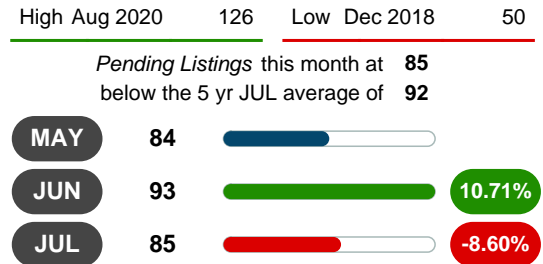 High Aug 2020 126 Low Dec 2018 50
Pending Listings this month at 85
below the 5 yr JUL average of 92
MAY 84
JUN 93 10.71%
JUL 85 -8.60%